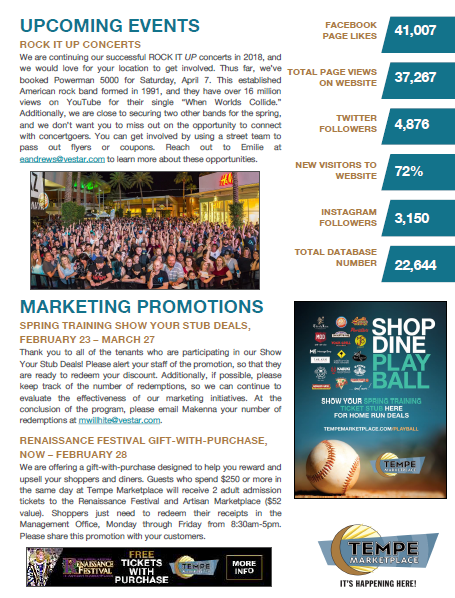 UPCOMING EVENTS
ROCK IT UP CONCERTS
We are continuing our successful ROCK IT UP concerts in 2018, and
we would love for your location to get involved. Thus far, we've
booked Powerman 5000 for Saturday, April 7. This established
American rock band formed in 1991, and they have over 16 million
views on YouTube for their single "When Worlds Collide."
Additionally, we are close to securing two other bands for the spring,
and we don't want you to miss out on the opportunity to connect
with concertgoers. You can get involved by using a street team to
pass out flyers or coupons. Reach out to Emilie at
eandrews@vestar.com to learn more about these opportunities.
FACEBOOK
PAGE LIKES
41,007
TOTAL PAGE VIEWS
ON WEBSITE
37,267
TWITTER
FOLLOWERS
4,876
NEW VISITORS TO
WEBSITE
72%
INSTAGRAM
FOLLOWERS
3,150
TOTAL DATABASE
NUMBER
22,644
MARKETING PROMOTIONS
SPRING TRAINING SHOW YOUR STUB DEALS,
FEBRUARY 23 – MARCH 27
Thank you to all of the tenants who are participating in our Show
Your Stub Deals! Please alert your staff of the promotion, so that they
are ready to redeem your discount. Additionally, if possible, please
keep track of the number of redemptions, so we can continue to
evaluate the effectiveness of our marketing initiatives. At the
conclusion of the program, please email Makenna your number of
redemptions at mwillhite@vestar.com.
RENAISSANCE FESTIVAL GIFT-WITH-PURCHASE,
NOW – FEBRUARY 28
We are offering a gift-with-purchase designed to help you reward and
upsell your shoppers and diners. Guests who spend $250 or more in
the same day at Tempe Marketplace will receive 2 adult admission
tickets to the Renaissance Festival and Artisan Marketplace ($52
value). Shoppers just need to redeem their receipts in the
Management Office, Monday through Friday from 8:30am-5pm.
Please share this promotion with your customers.
RENAISSANCE
FESTIVAL
FREE
TICKETS
WITH
PURCHASE
TEMPE
MARKETPLACE
MORE
INFO
SHOP
DINE
PLAY
BALL
SHOW YOUR SPRING TRAINING
TICKET STUB HERE
FOR HOME RUN DEALS
TEMPEMARKETPLACE.COM/PLAYBALL
TEMPE
MARKETPLACE
TEMPE
MARKETPLACE
IT'S HAPPENING HERE!